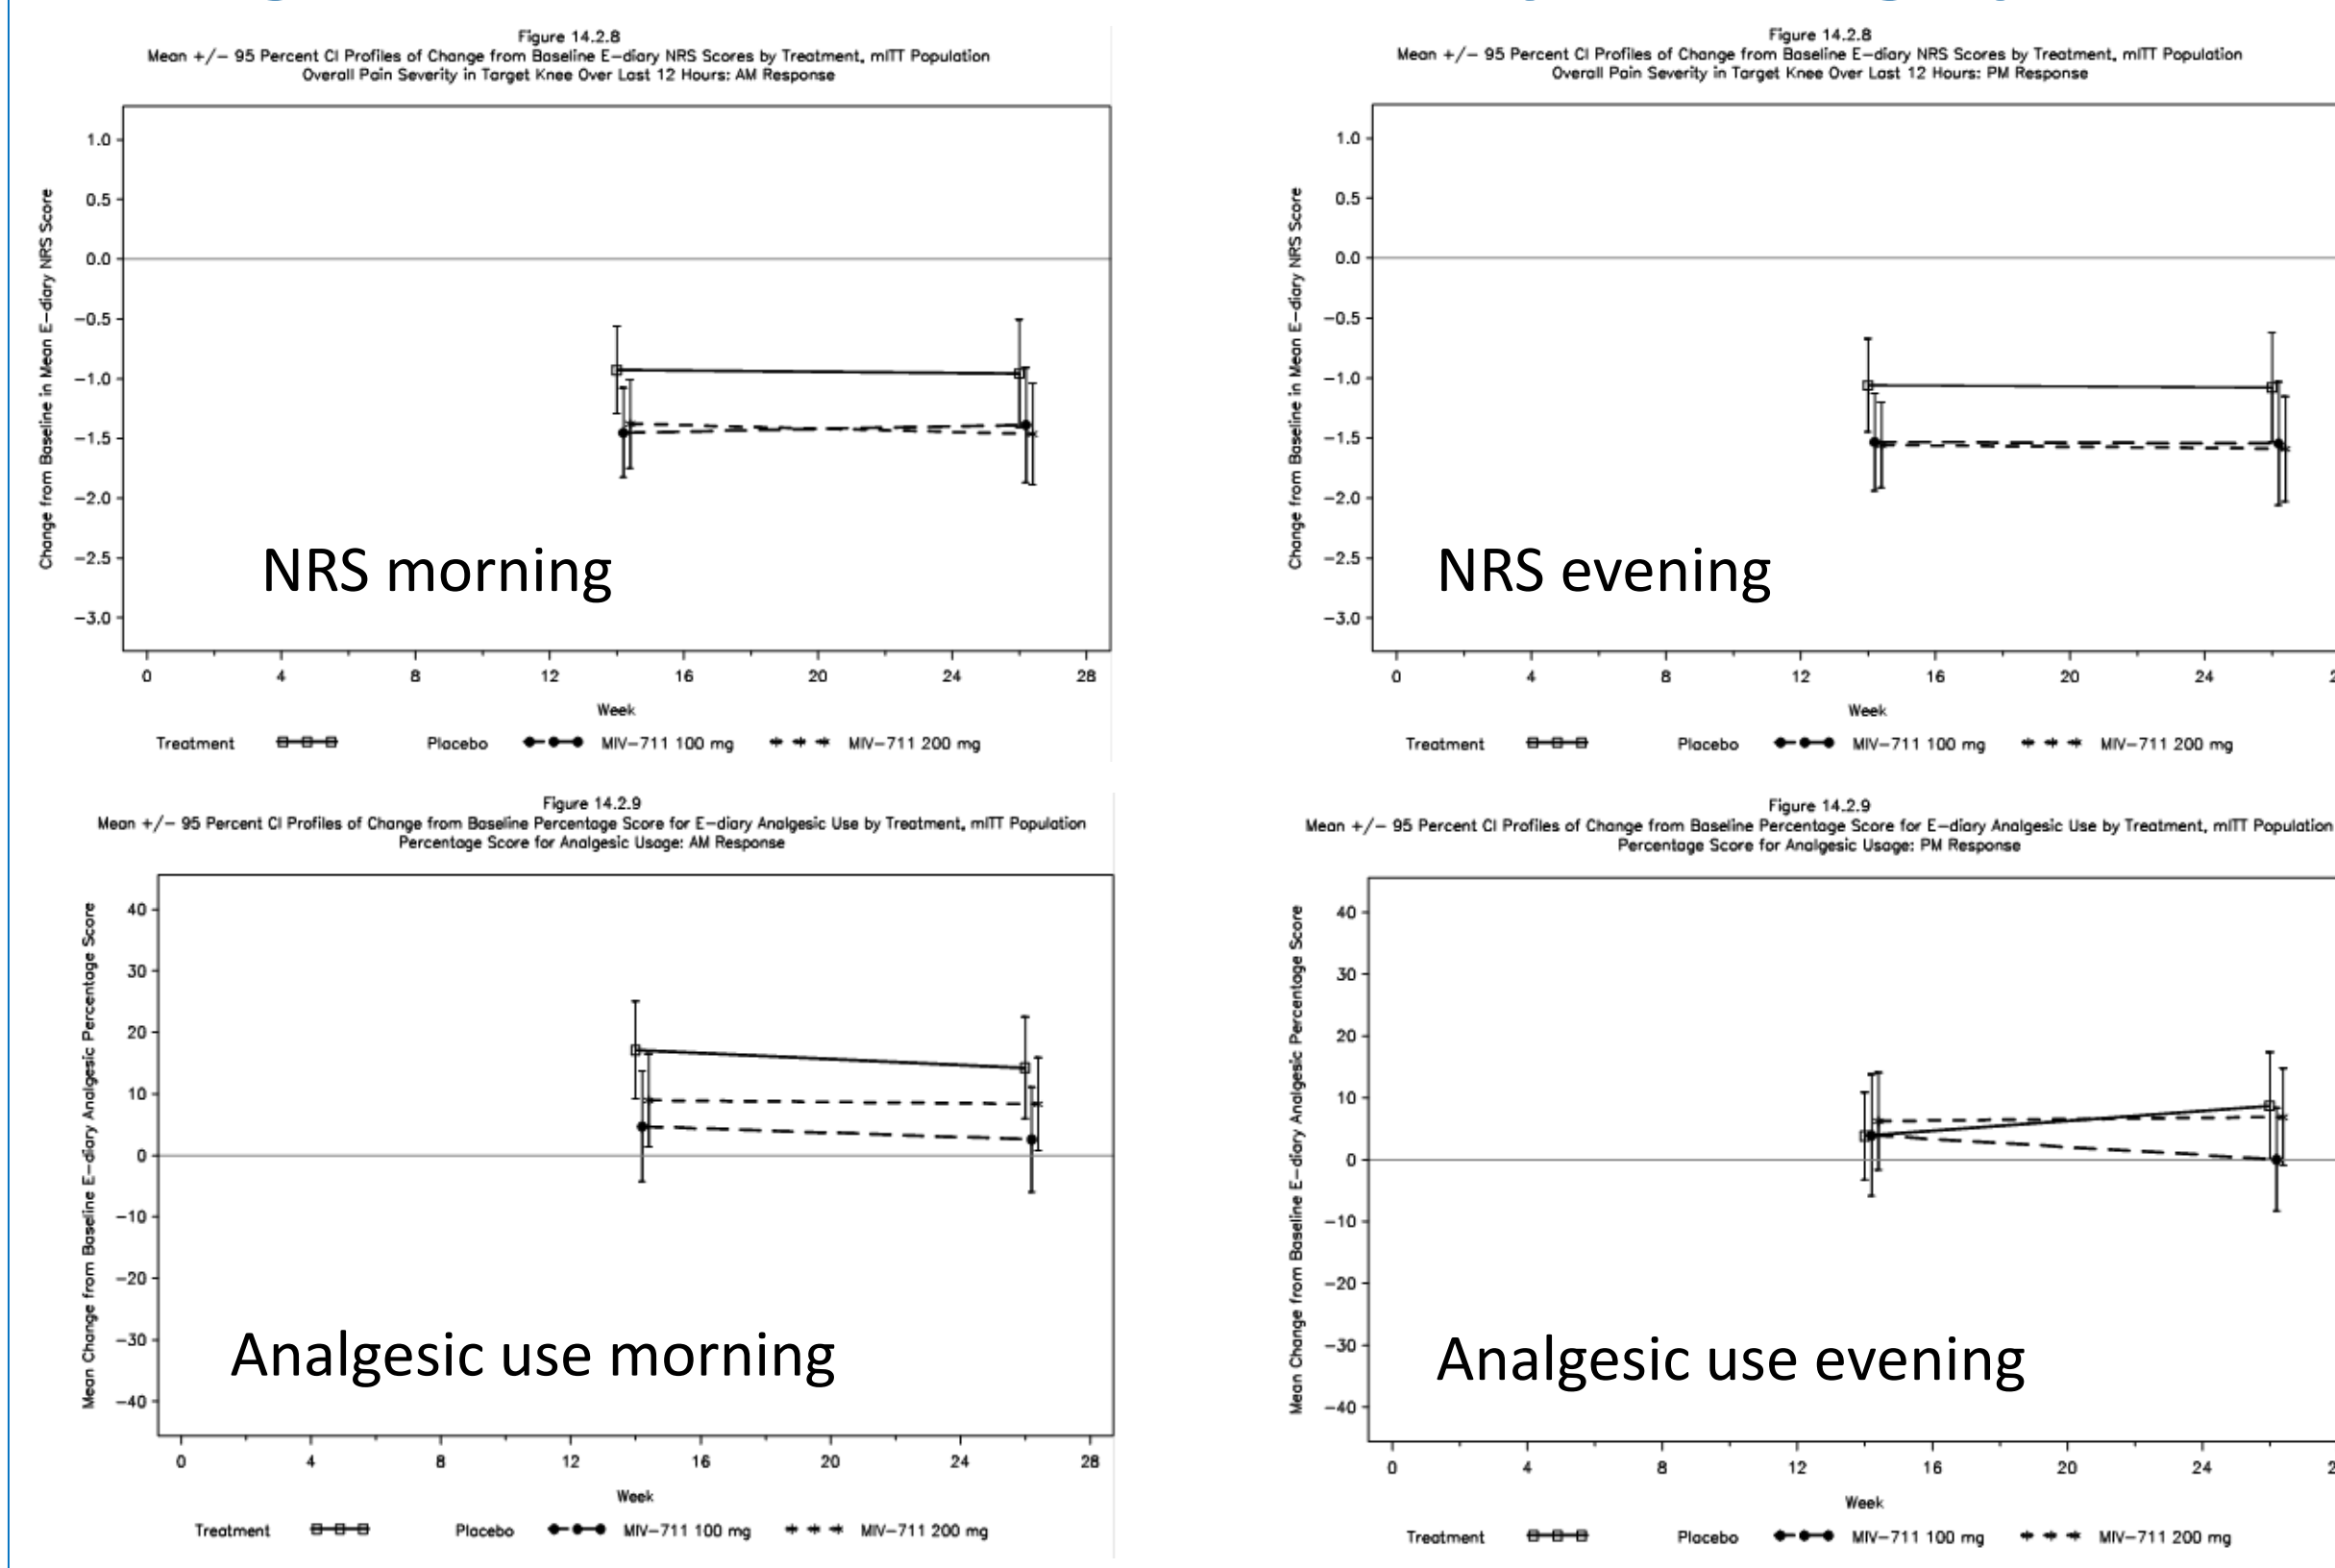 Figure 14.2.8
Mean +/- 95 Percent CI Profiles of Change from Baseline E-diary NRS Scores by Treatment, mITT Population
Overall Pain Severity in Target Knee Over Last 12 Hours: AM Response
Change from Baseline in Mean E-diary NRS Score
1.0
0.5
0.0
-0.5
-1.0
-1.5
-2.0
-2.5
-3.0
NRS morning
0 4 8 12 16 20 24 28
Week
Treatment Placebo MIV-711 100 mg MIV-711 200 mg
Figure 14.2.8
Mean +/- 95 Percent CI Profiles of Change from Baseline E-diary NRS Scores by Treatment, mITT Population
Overall Pain Severity in Target Knee Over Last 12 Hours: PM Response
Change from Baseline in Mean E-diary NRS Score
1.0
0.5
0.0
-0.5
-1.0
-1.5
-2.0
-2.5
-3.0
NRS evening
0 4 8 12 16 20 24
Week
Treatment Placebo MIV-711 100 mg MIV-711 200 mg
Figure 14.2.9
Mean +/- 95 Percent CI Profiles of Change from Baseline Percentage Score for E-diary Analgesic Use by Treatment, mITT Population
Percentage Score for Analgesic Usage: AM Response
Mean Change from Baseline E-diary Analgesic Percentage Score
40
30
20
10
0
-10
-20
-30
-40
Analgesic use morning
0 4 8 12 16 20 24 28
Week
Treatment Placebo MIV-711 100 mg MIV-711 200 mg
Figure 14.2.9
Mean +/- 95 Percent CI Profiles of Change from Baseline Percentage Score for E-diary Analgesic Use by Treatment, mITT Population
Percentage Score for Analgesic Usage: PM Response
Mean Change from Baseline E-diary Analgesic Percentage Score
40
30
20
10
0
-10
-20
-30
-40
Analgesic use evening
0 4 8 12 16 20 24
Week
Treatment Placebo MIV-711 100 mg MIV-711 200 mg